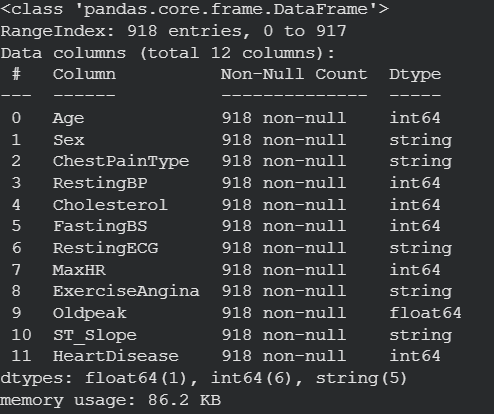 <class 'pandas.core.frame.DataFrame'>
RangeIndex: 918 entries, 0 to 917
Data columns (total 12 columns):
 #   Column          Non-Null Count  Dtype
---  ------          --------------  -----
 0   Age             918 non-null    int64
 1   Sex             918 non-null    string
 2   ChestPainType   918 non-null    string
 3   RestingBP       918 non-null    int64
 4   Cholesterol     918 non-null    int64
 5   FastingBS       918 non-null    int64
 6   RestingECG      918 non-null    string
 7   MaxHR           918 non-null    int64
 8   ExerciseAngina  918 non-null    string
 9   Oldpeak         918 non-null    float64
 10  ST_Slope        918 non-null    string
 11  HeartDisease    918 non-null    int64
dtypes: float64(1), int64(6), string(5)
memory usage: 86.2 KB